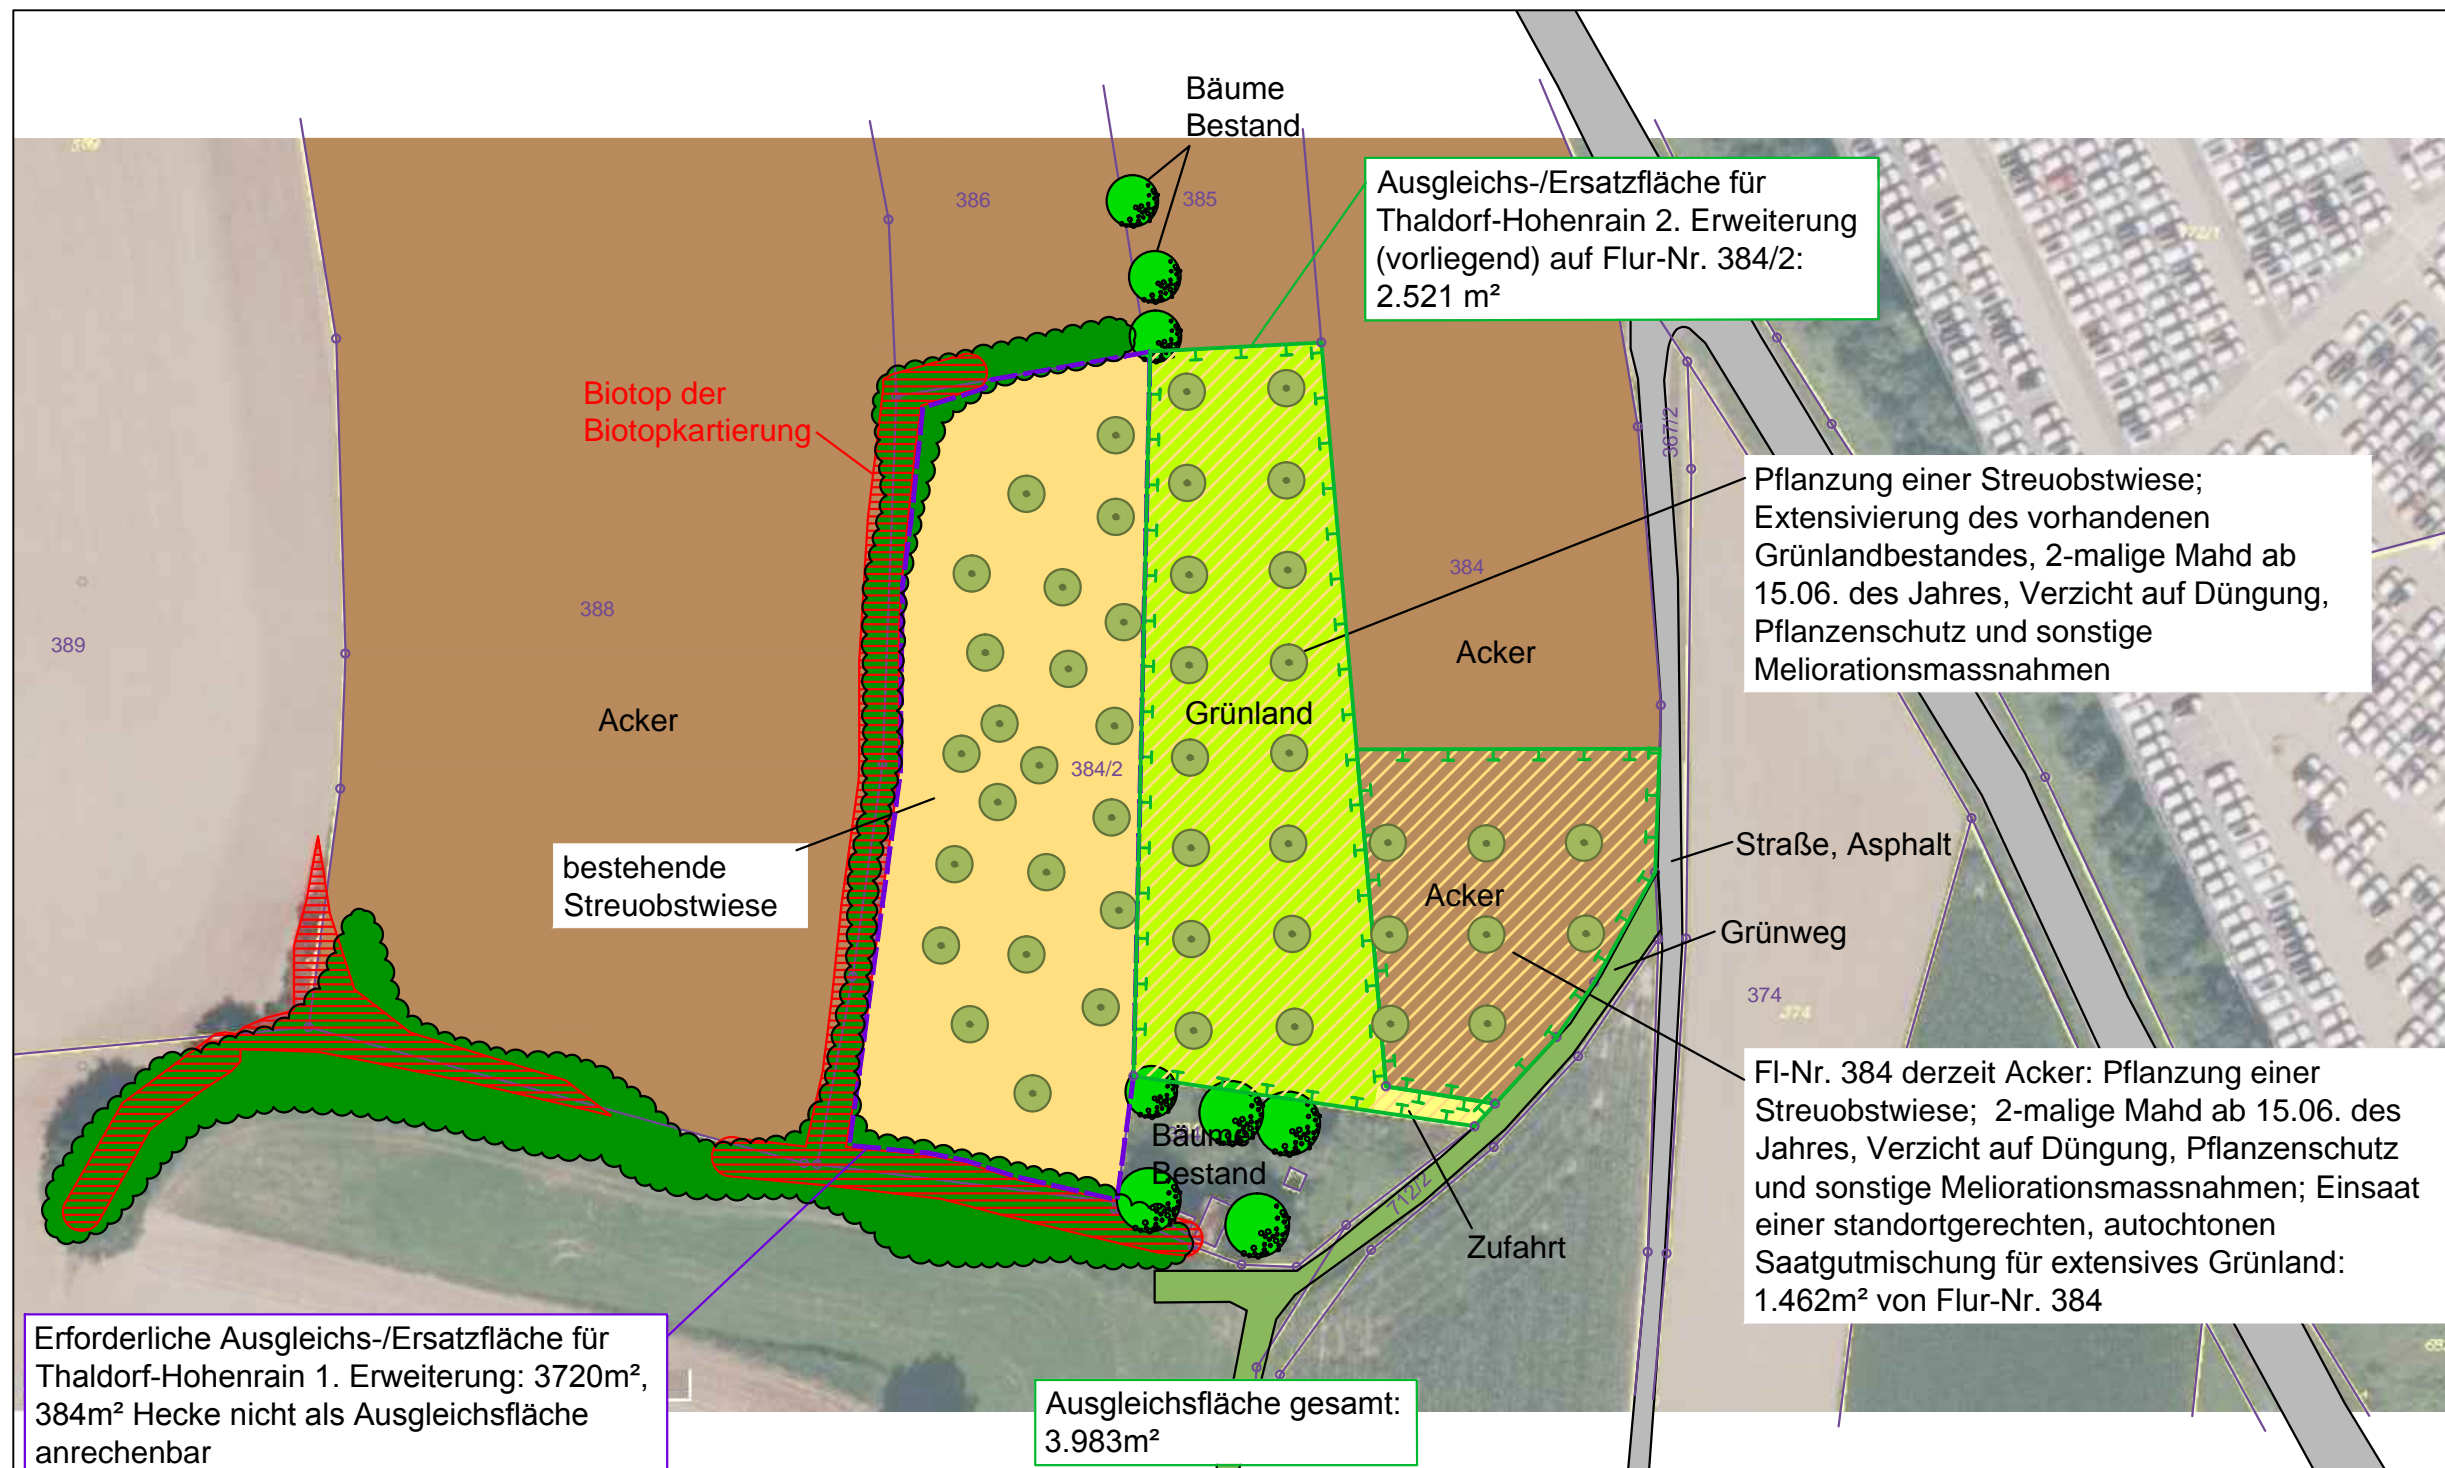 Bäume
Bestand
386
385
Ausgleichs-/Ersatzfläche für
Thaldorf-Hohenrain 2. Erweiterung
(vorliegend) auf Flur-Nr. 384/2:
2.521 m²
172/1
Biotop der
Biotopkartierung
387/2
Pflanzung einer Streuobstwiese;
Extensivierung des vorhandenen
Grünlandbestandes, 2-malige Mahd ab
15.06. des Jahres, Verzicht auf Düngung,
Pflanzenschutz und sonstige
Meliorationsmassnahmen
384
388
389
Acker
Acker
Grünland
384/2
bestehende
Streuobstwiese
Straße, Asphalt
Acker
Grünweg
374
374
Fl-Nr. 384 derzeit Acker: Pflanzung einer
Streuobstwiese; 2-malige Mahd ab 15.06. des
Jahres, Verzicht auf Düngung, Pflanzenschutz
und sonstige Meliorationsmassnahmen; Einsaat
einer standortgerechten, autochtonen
Saatgutmischung für extensives Grünland:
1.462m² von Flur-Nr. 384
Bäume
Bestand
712/2
Zufahrt
Erforderliche Ausgleichs-/Ersatzfläche für
Thaldorf-Hohenrain 1. Erweiterung: 3720m²,
384m² Hecke nicht als Ausgleichsfläche
anrechenbar
Ausgleichsfläche gesamt:
3.983m²